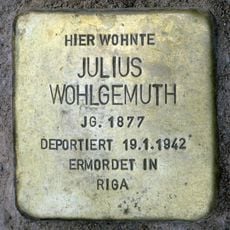 HIER WOHNTE
JULIUS
WOHLGEMUTH
JG. 1877
DEPORTIERT 19.1.1942
ERMORDET IN
RIGA